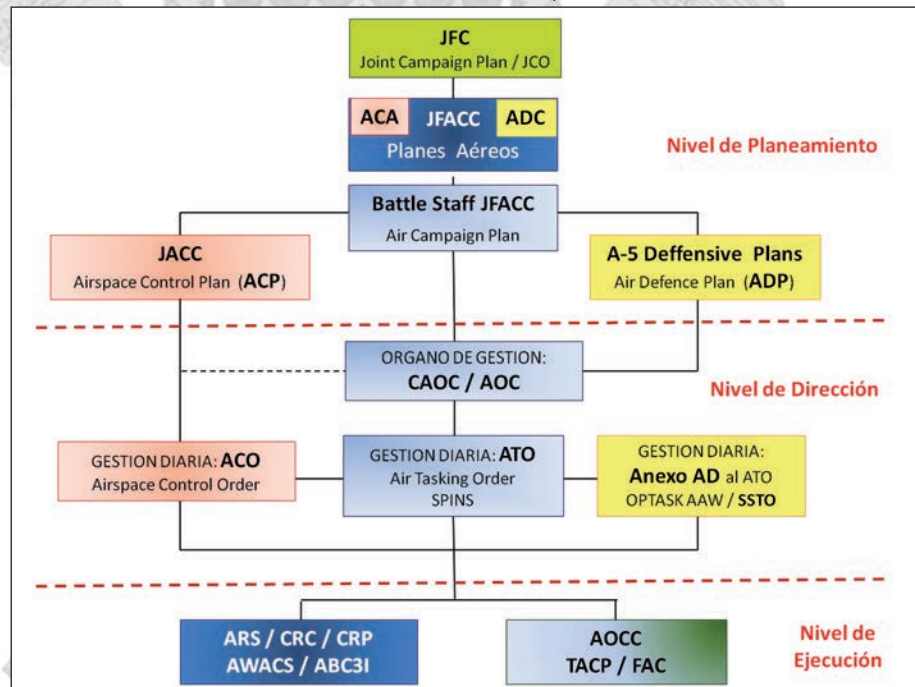 JFC
Joint Campaign Plan / JCO
ACA
JFACC
ADC
Planes Aéreos
Nivel de Planeamiento
Battle Staff JFACC
Air Campaign Plan
JACC
Airspace Control Plan (ACP)
A-5 Deffensive Plans
Air Defence Plan (ADP)
ORGANO DE GESTION:
CAOC / AOC
Nivel de Dirección
GESTION DIARIA: ACO
Airspace Control Order
GESTION DIARIA: ATO
Air Tasking Order
SPINS
GESTION DIARIA:
Anexo AD al ATO
OPTASK AAW / SSTO
ARS / CRC / CRP
AWACS / ABC3I
AOCC
TACP / FAC
Nivel de
Ejecución